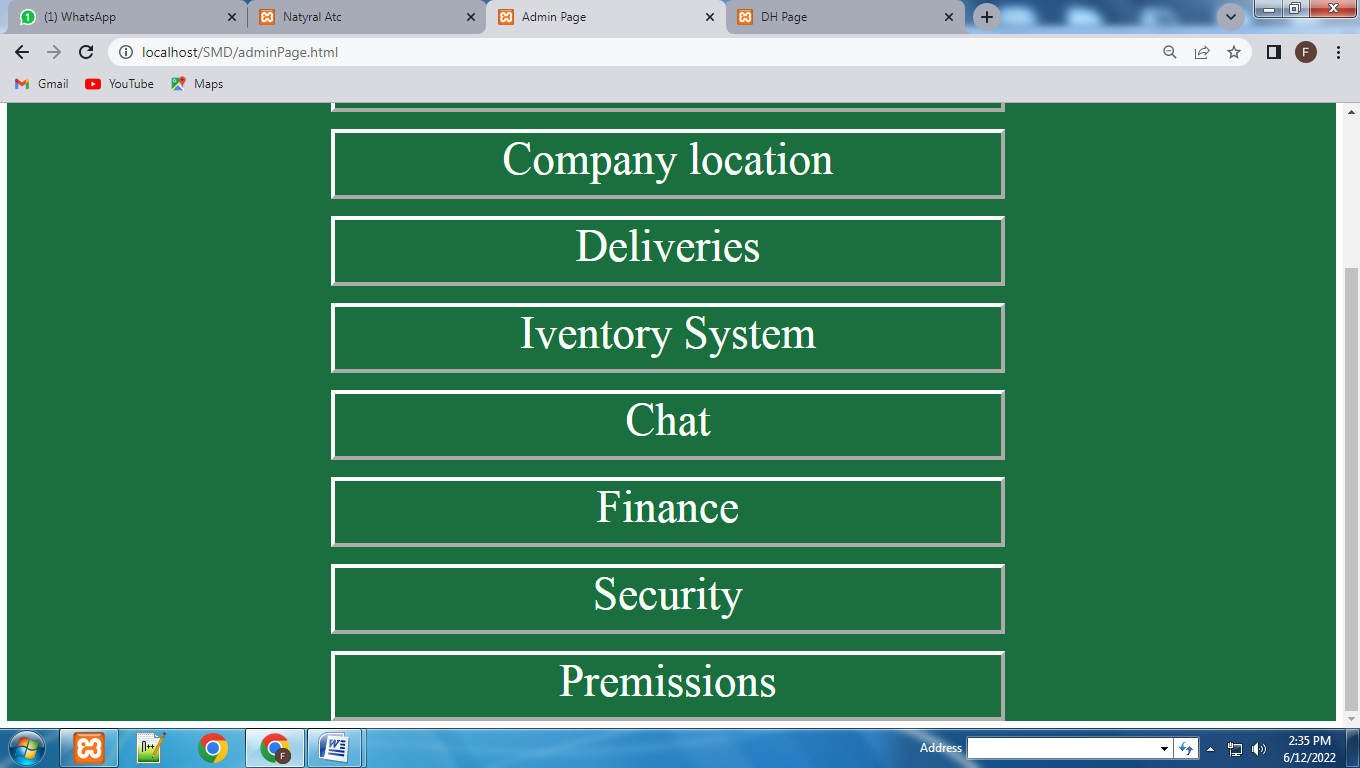 (1) WhatsApp
Natyral Atc
Admin Page
DH Page
localhost/SMD/adminPage.html
F
Gmail
YouTube
Maps
Company location
Deliveries
Iventory System
Chat
Finance
Security
Premissions
Address
2:35 PM
6/12/2022